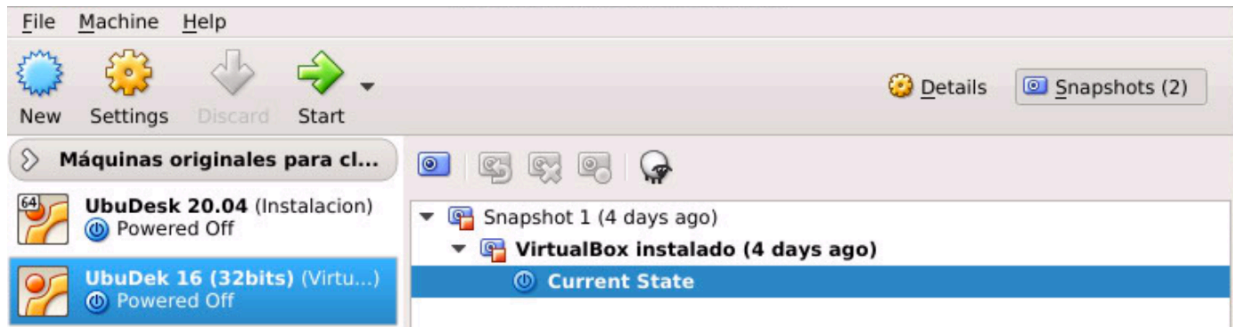 File Machine Help
New Settings Discard Start Details Snapshots (2)
Máquinas originales para cl...
64 UbuDesk 20.04 (Instalacion)
Powered Off
UbuDek 16 (32bits) (Virtu...)
Powered Off
Snapshot 1 (4 days ago)
VirtualBox instalado (4 days ago)
Current State